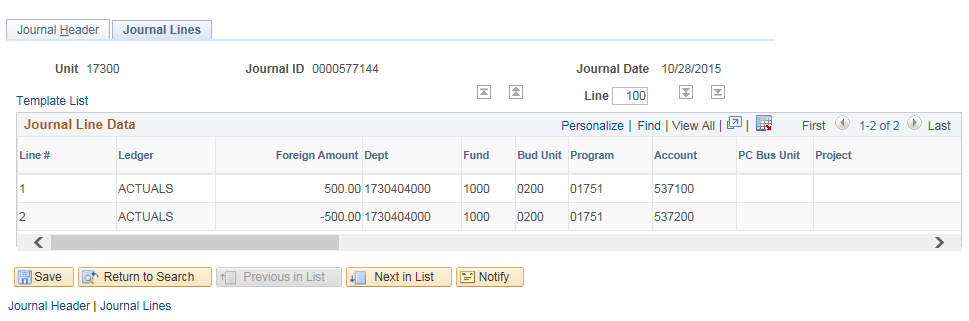 Journal Header Journal Lines
Unit 17300 Journal ID 0000577144 Journal Date 10/28/2015
Template List Line 100
Journal Line Data Personalize | Find | View All | | First 1-2 of 2 Last
Line # Ledger Foreign Amount Dept Fund Bud Unit Program Account PC Bus Unit Project
1 ACTUALS 500.00 1730404000 1000 0200 01751 537100
2 ACTUALS -500.00 1730404000 1000 0200 01751 537200
Save Return to Search Previous in List Next in List Notify
Journal Header | Journal Lines